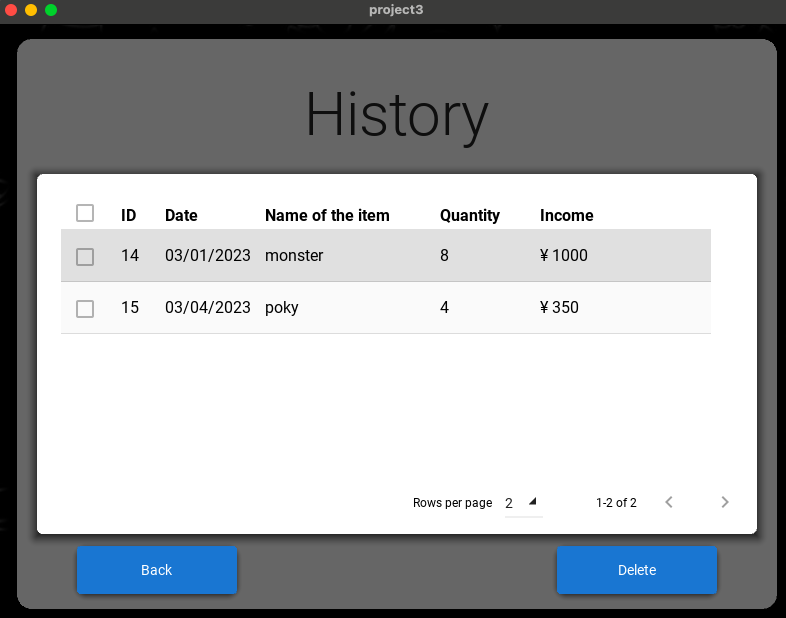 project3
History
ID Date Name of the item Quantity Income
14 03/01/2023 monster 8 ¥ 1000
15 03/04/2023 poky 4 ¥ 350
Rows per page 2 1-2 of 2
Back Delete